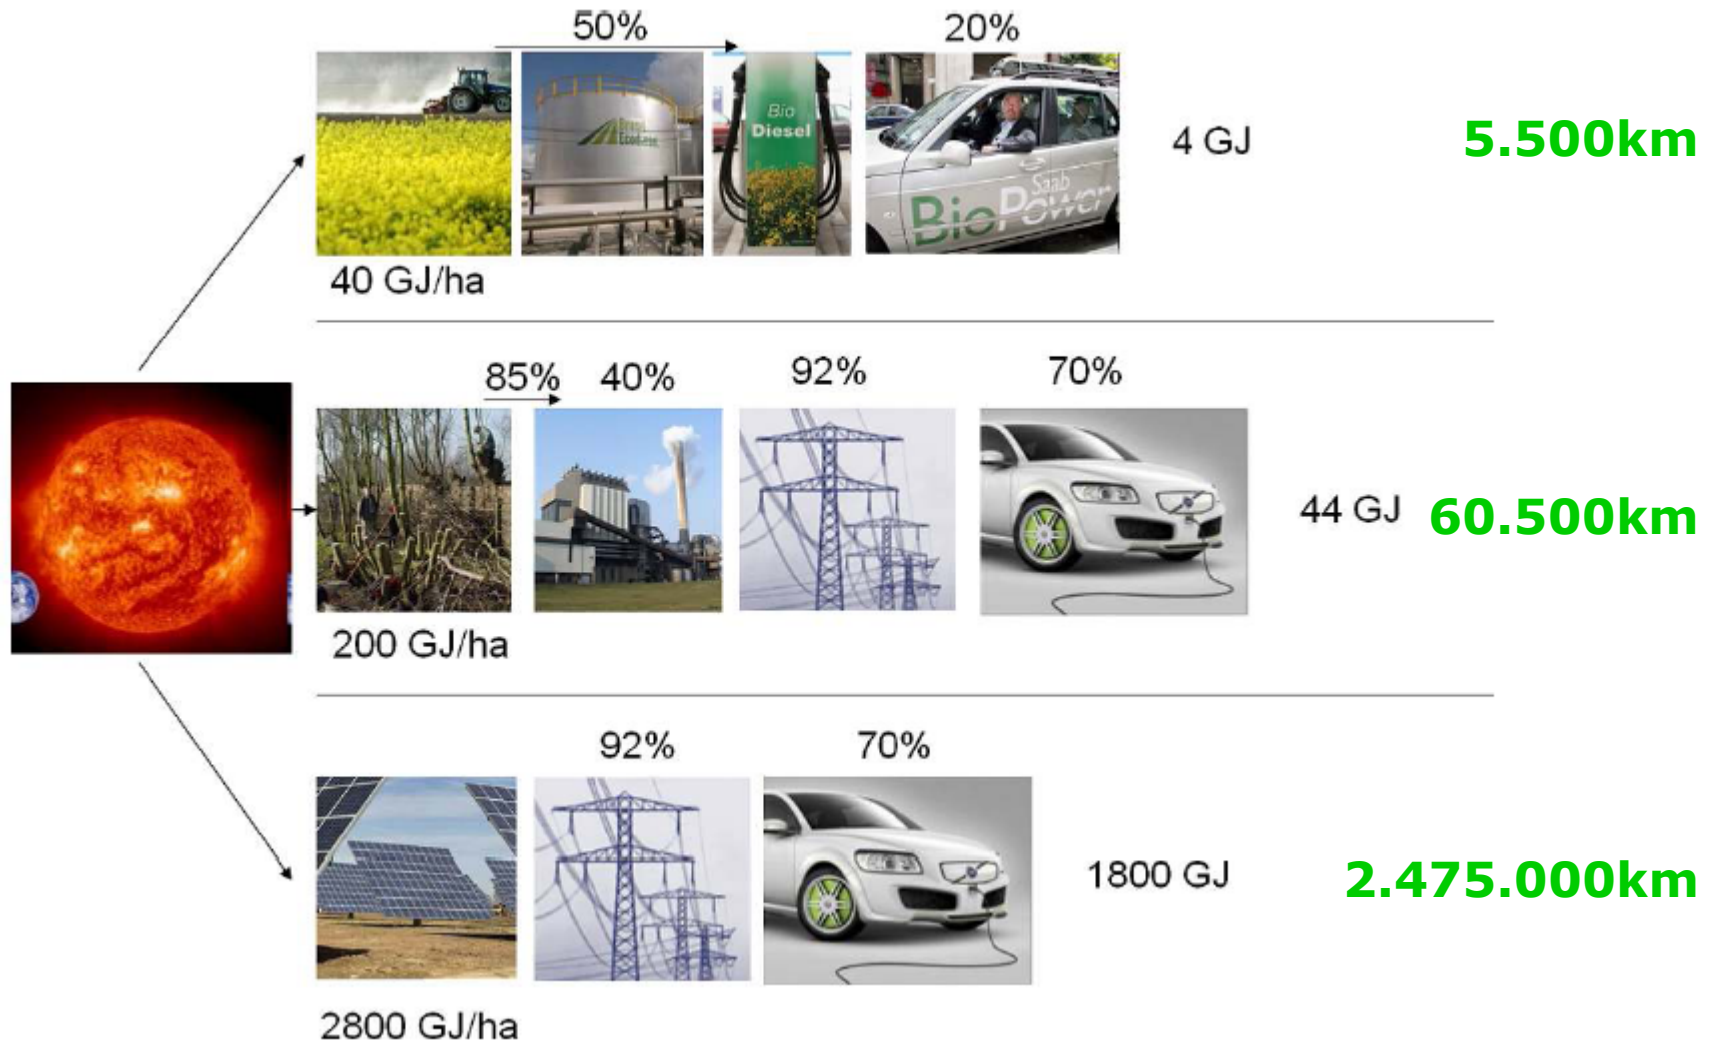 50%
20%
Bio
Diesel
Saab
BioPower
4 GJ
5.500km
40 GJ/ha
85%
40%
92%
70%
44 GJ
60.500km
200 GJ/ha
92%
70%
1800 GJ
2.475.000km
2800 GJ/ha